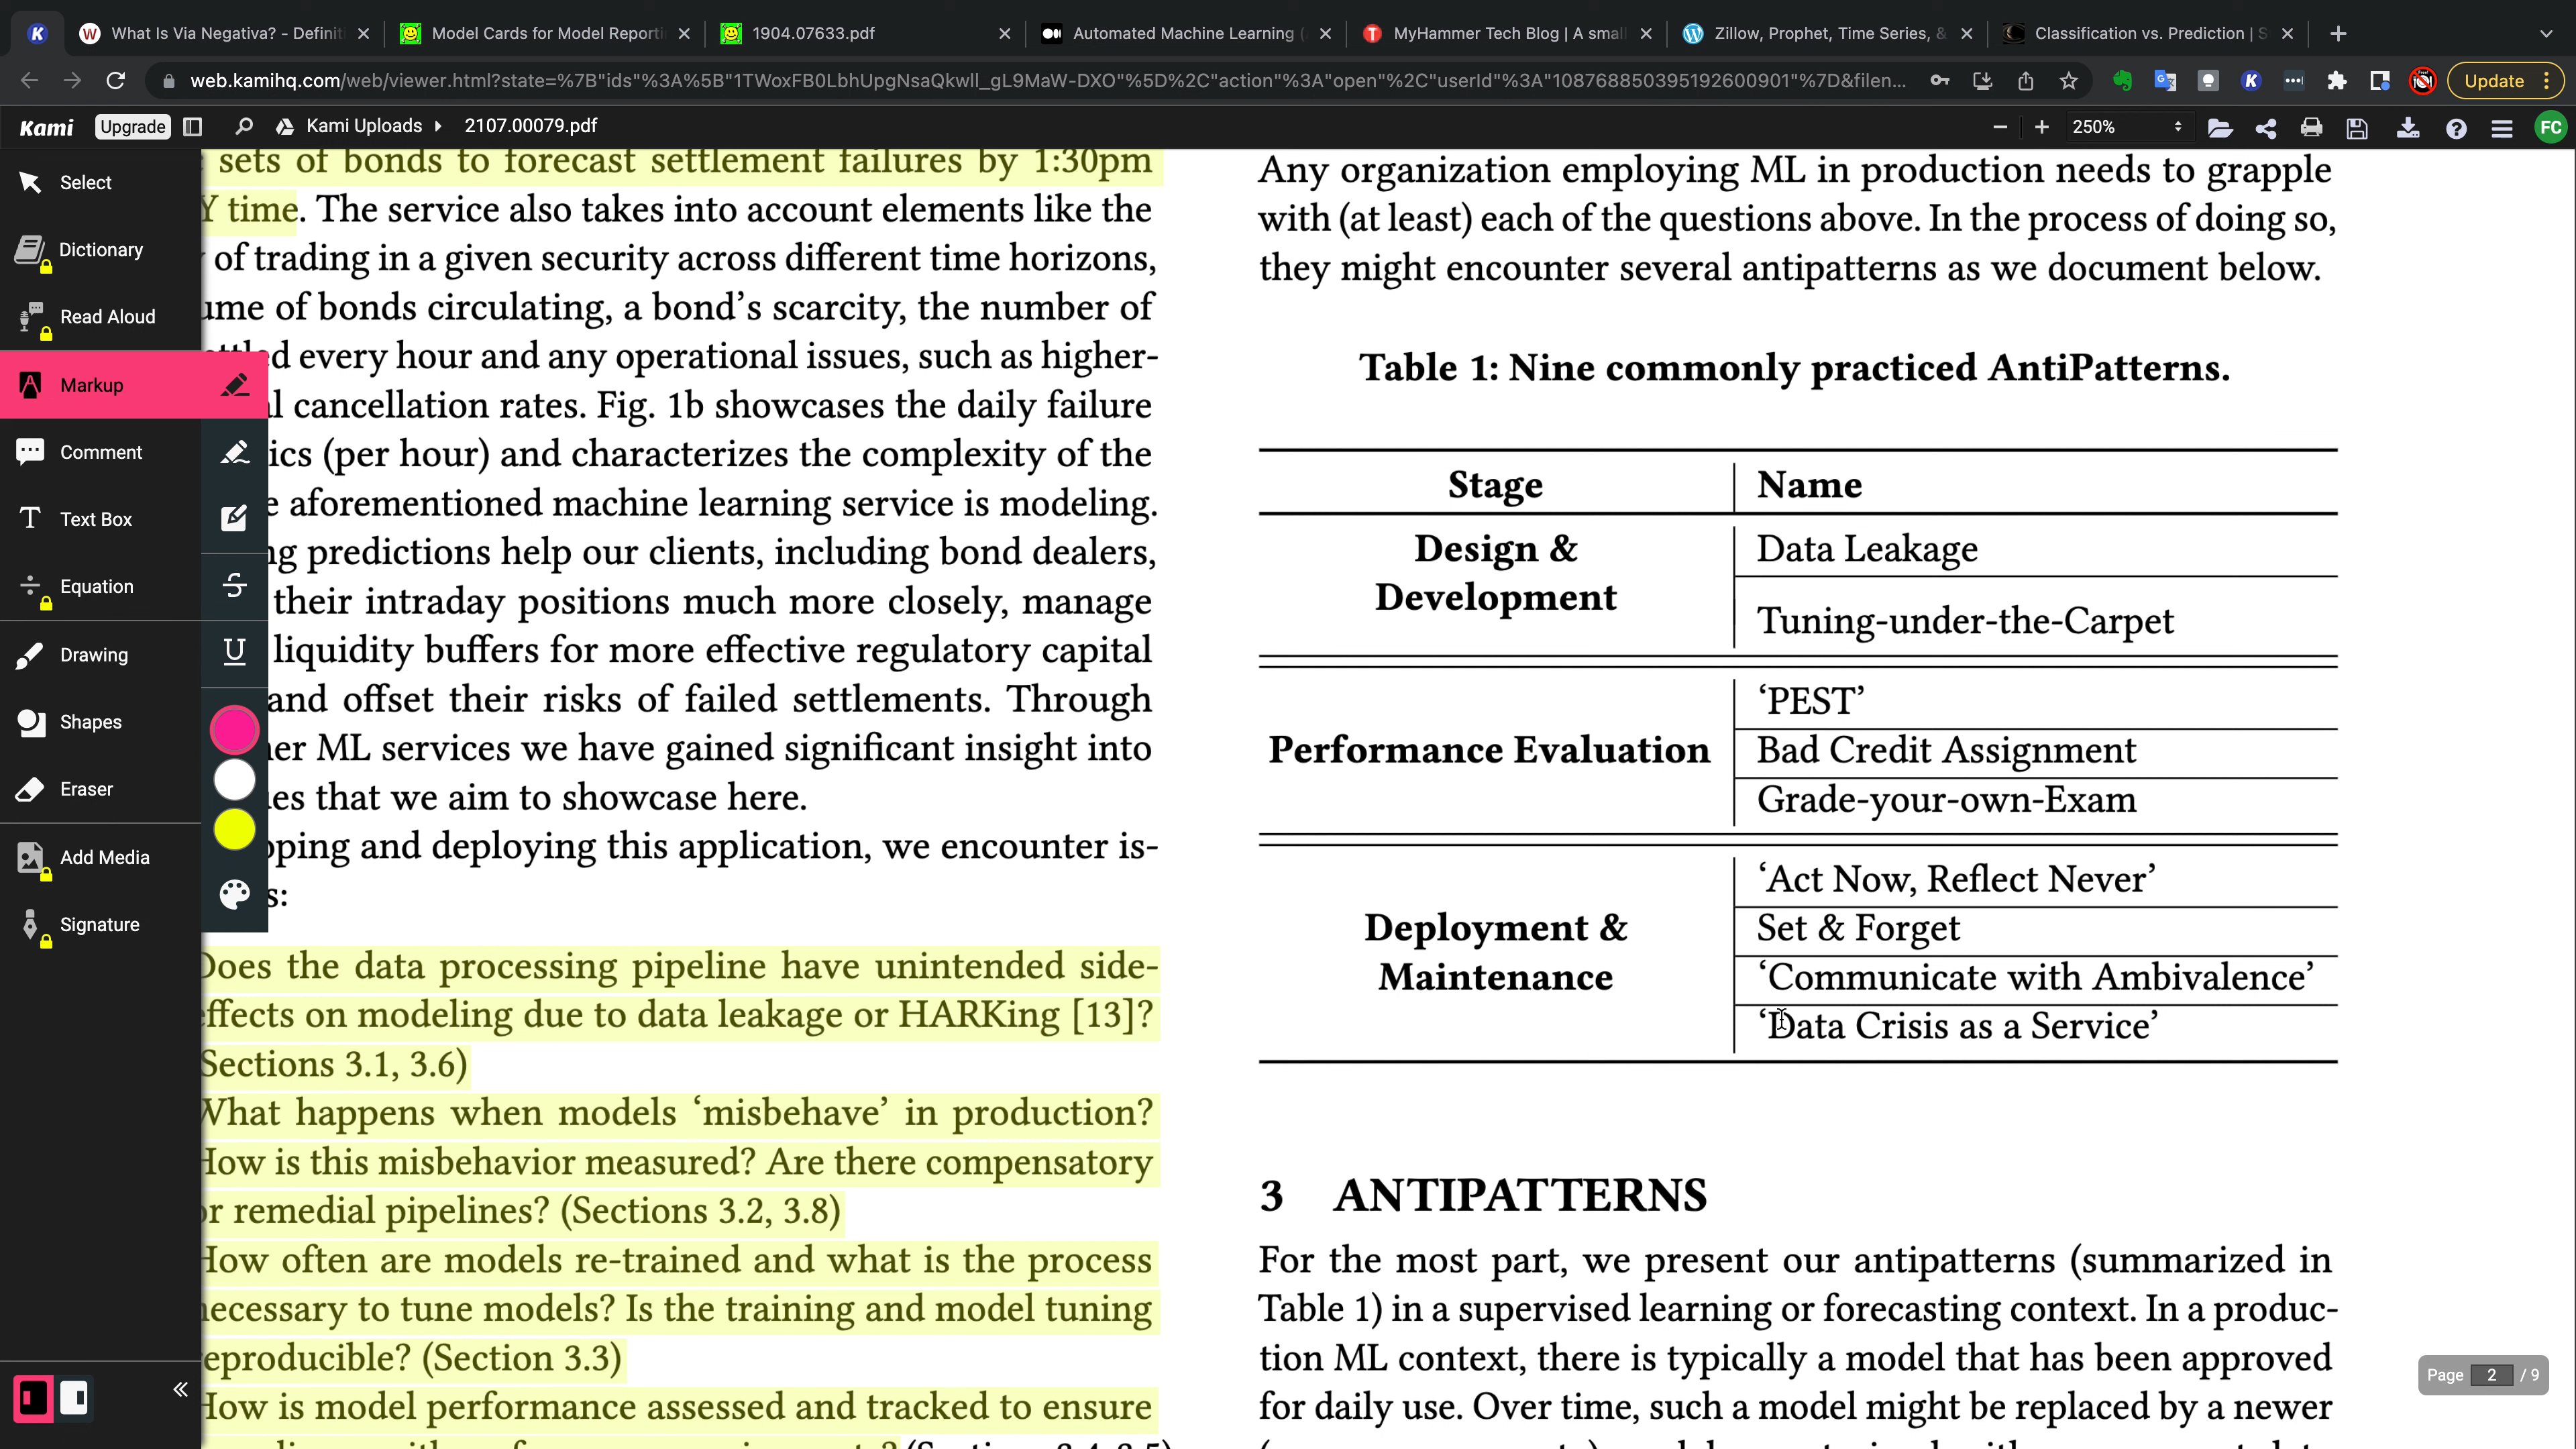 What Is Via Negativa? - Definiti
Model Cards for Model Reporti
1904.07633.pdf
Automated Machine Learning (
MyHammer Tech Blog | A small
Zillow, Prophet, Time Series, &
Classification vs. Prediction | S
web.kamihq.com/web/viewer.html?state=%7B"ids"%3A%5B"1TWoxFB0LbhUpgNsaQkwll_gL9MaW-DXO"%5D%2C"action"%3A"open"%2C"userId"%3A"108768850395192600901"%7D&filen...
Update
Kami
Upgrade
Kami Uploads
2107.00079.pdf
250%
FC
Select
Dictionary
Read Aloud
Markup
Comment
Text Box
Equation
Drawing
Shapes
Eraser
Add Media
Signature
sets of bonds to forecast settlement failures by 1:30pm
Y time. The service also takes into account elements like the
of trading in a given security across different time horizons,
ume of bonds circulating, a bond's scarcity, the number of
ettled every hour and any operational issues, such as higher-
l cancellation rates. Fig. 1b showcases the daily failure
ics (per hour) and characterizes the complexity of the
e aforementioned machine learning service is modeling.
ng predictions help our clients, including bond dealers,
their intraday positions much more closely, manage
liquidity buffers for more effective regulatory capital
and offset their risks of failed settlements. Through
her ML services we have gained significant insight into
ues that we aim to showcase here.
oping and deploying this application, we encounter is-
s:
Does the data processing pipeline have unintended side-
effects on modeling due to data leakage or HARKing [13]?
(Sections 3.1, 3.6)
What happens when models ‘misbehave’ in production?
How is this misbehavior measured? Are there compensatory
or remedial pipelines? (Sections 3.2, 3.8)
How often are models re-trained and what is the process
necessary to tune models? Is the training and model tuning
reproducible? (Section 3.3)
How is model performance assessed and tracked to ensure
Any organization employing ML in production needs to grapple
with (at least) each of the questions above. In the process of doing so,
they might encounter several antipatterns as we document below.
Table 1: Nine commonly practiced AntiPatterns.
Stage Name
Design & Development
Data Leakage
Tuning-under-the-Carpet
Performance Evaluation
‘PEST’
Bad Credit Assignment
Grade-your-own-Exam
Deployment & Maintenance
‘Act Now, Reflect Never’
Set & Forget
‘Communicate with Ambivalence’
‘Data Crisis as a Service’
3 ANTIPATTERNS
For the most part, we present our antipatterns (summarized in
Table 1) in a supervised learning or forecasting context. In a produc-
tion ML context, there is typically a model that has been approved
for daily use. Over time, such a model might be replaced by a newer
Page 2 / 9